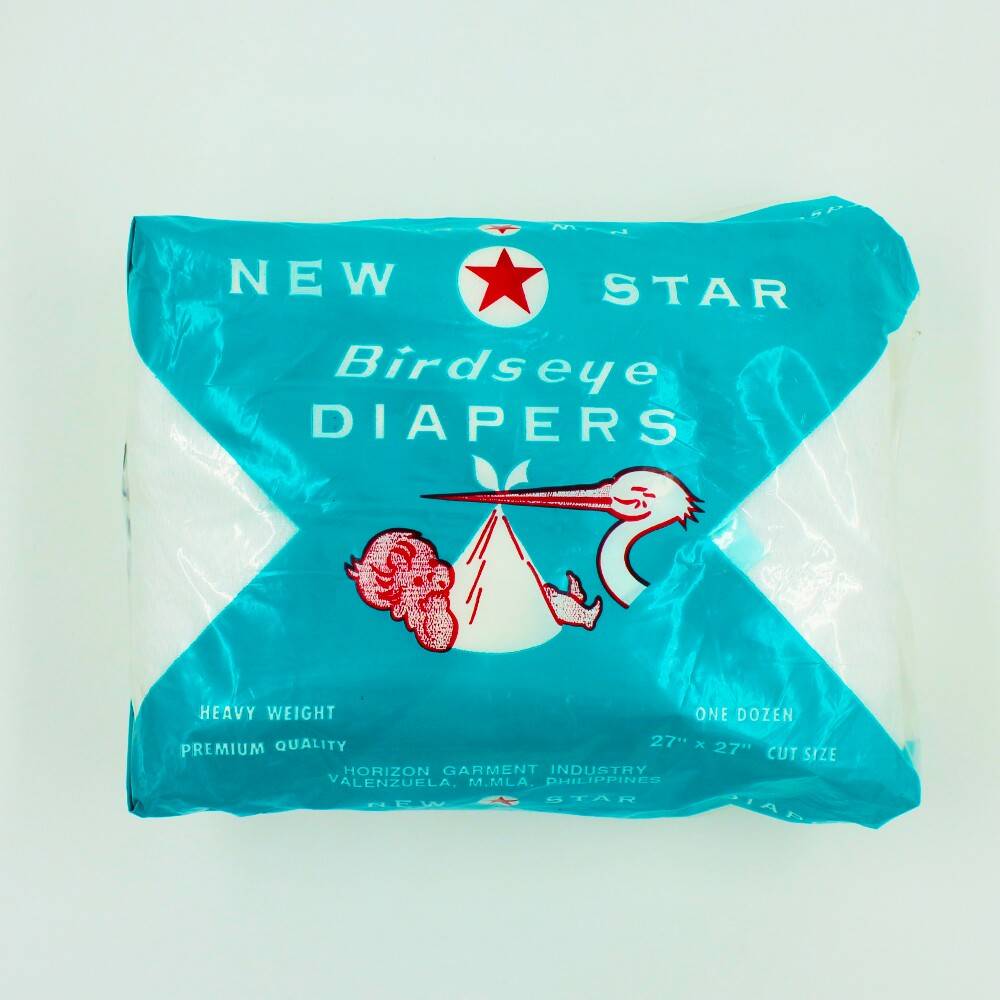 NEW STAR
Birdseye
DIAPERS
HEAVY WEIGHT
ONE DOZEN
PREMIUM QUALITY
27" x 27" CUT SIZE
HORIZON GARMENT INDUSTRY
VALENZUELA, M.MLA, PHILIPPINES
NEW STAR